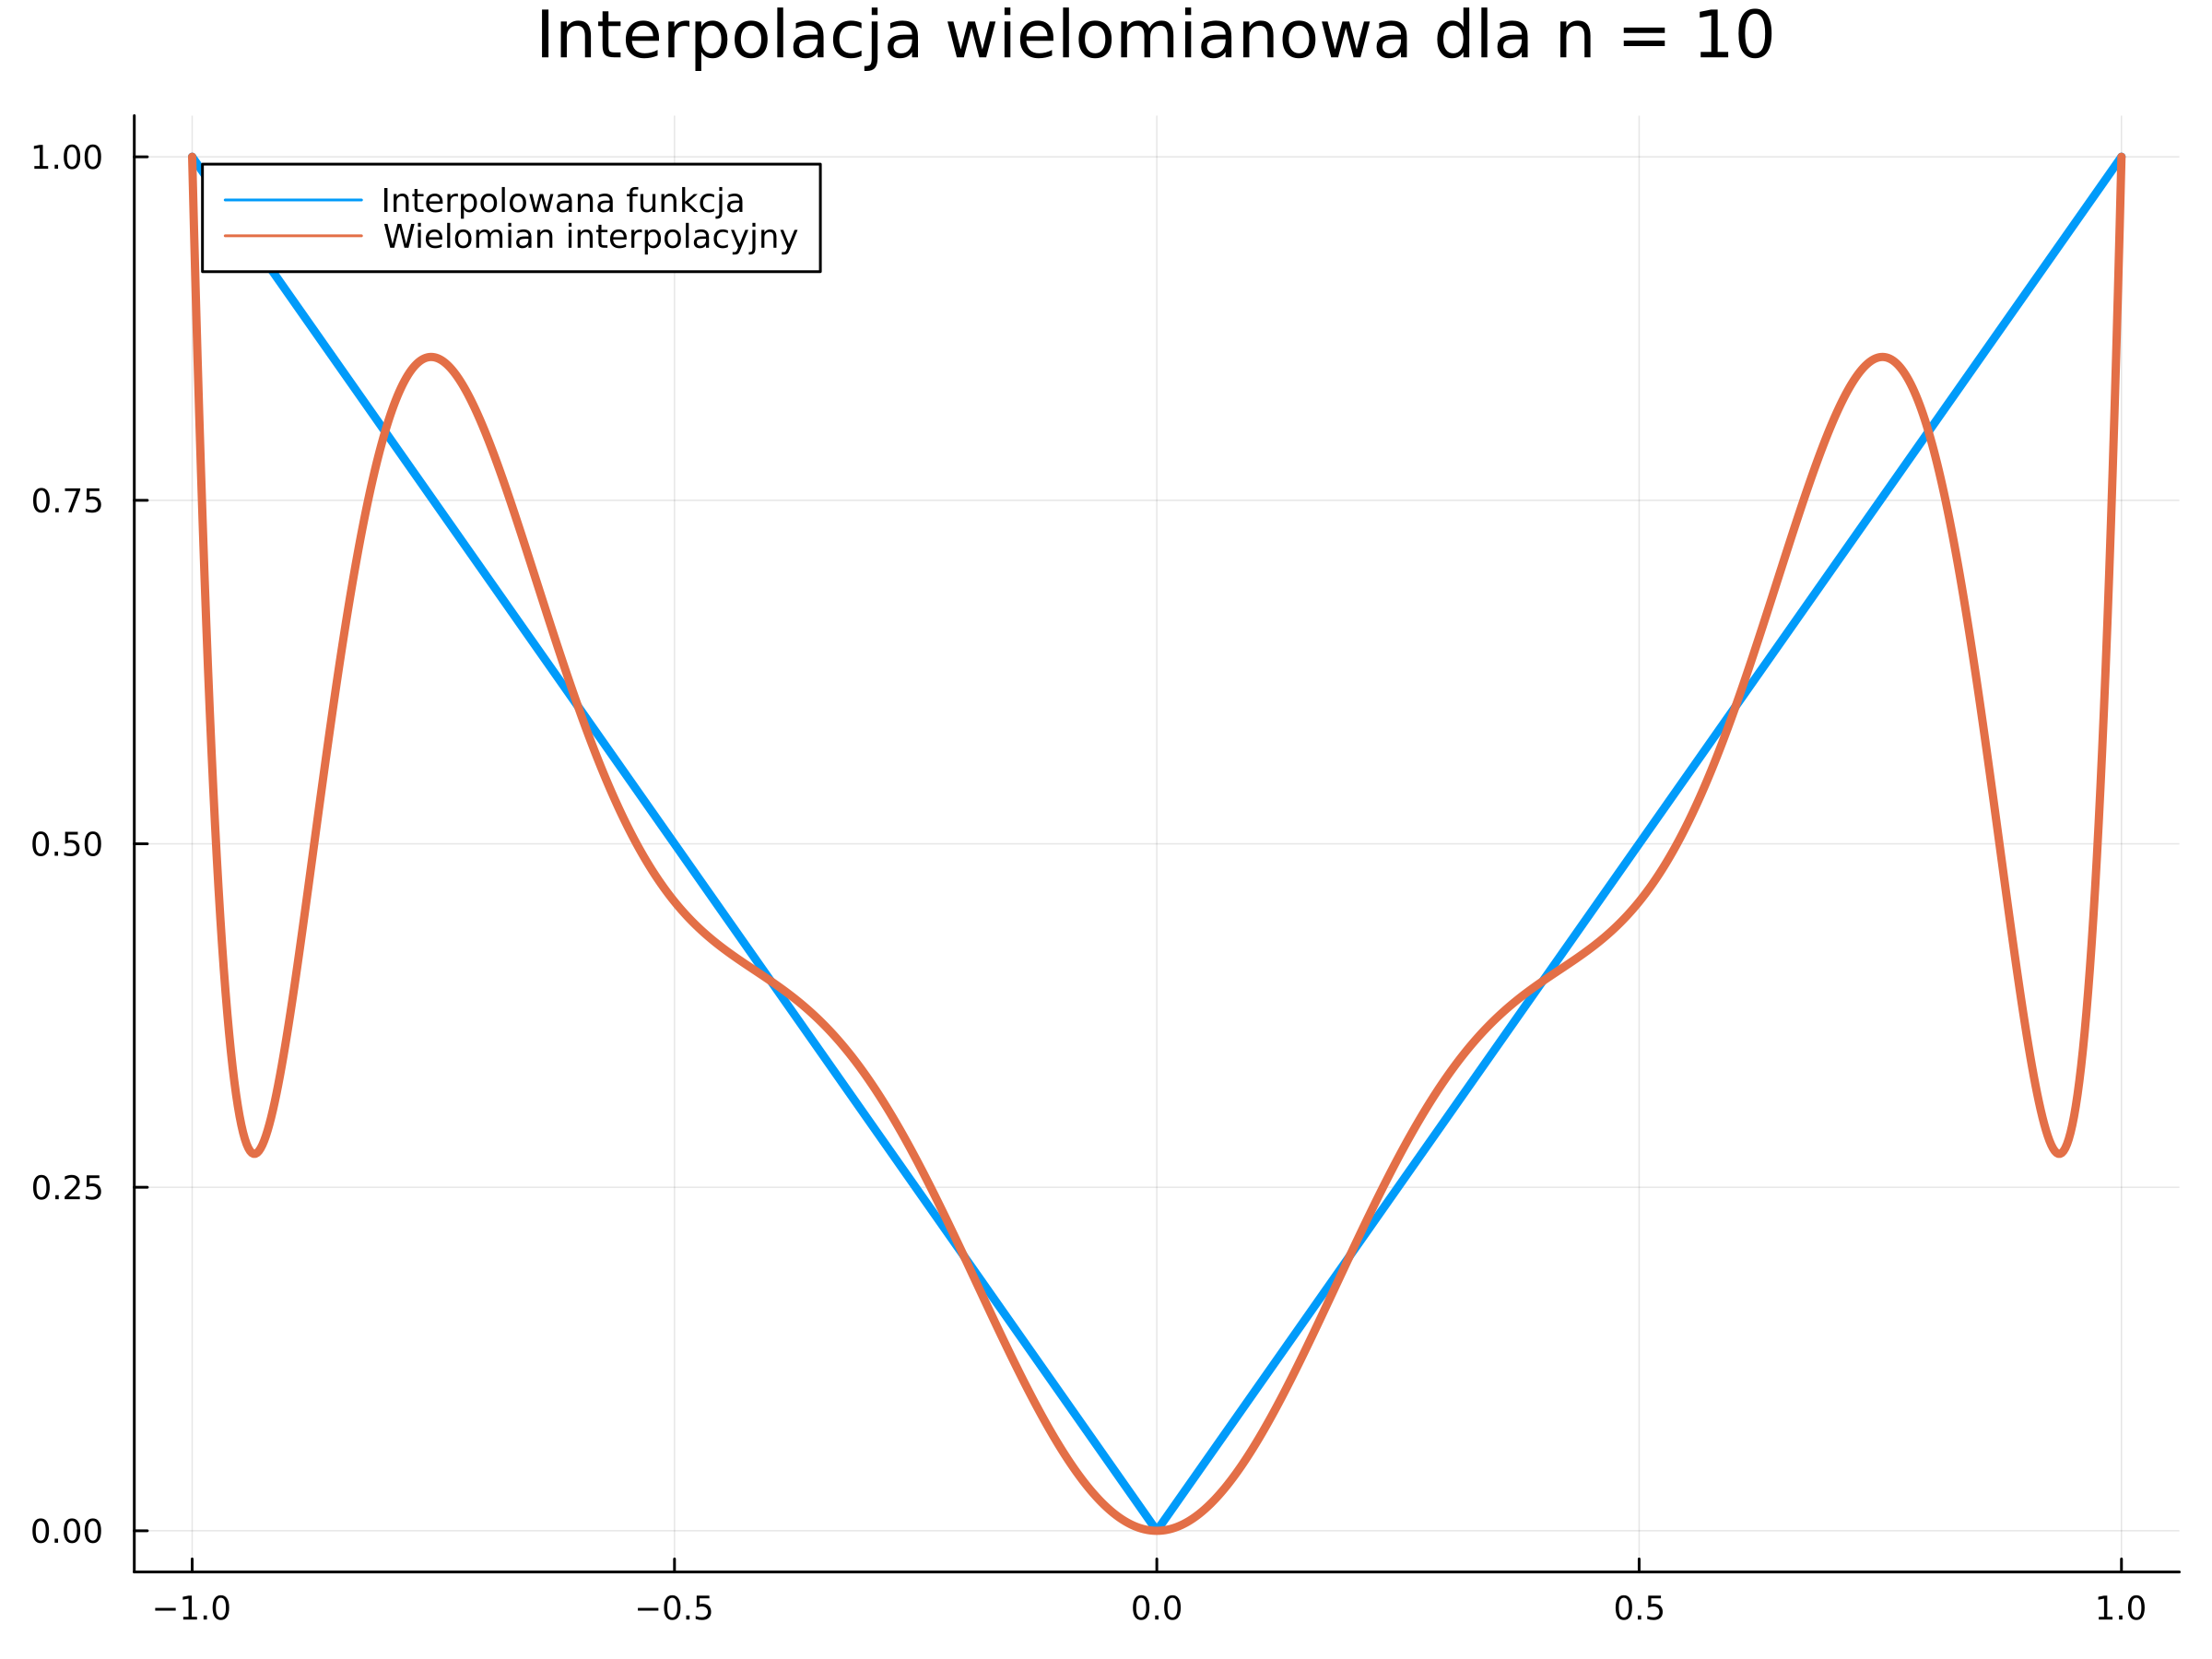 Interpolacja wielomianowa dla n = 10
1.00
Interpolowana funkcja
Wielomian interpolacyjny
0.75
0.50
0.25
0.00
−1.0 −0.5 0.0 0.5 1.0